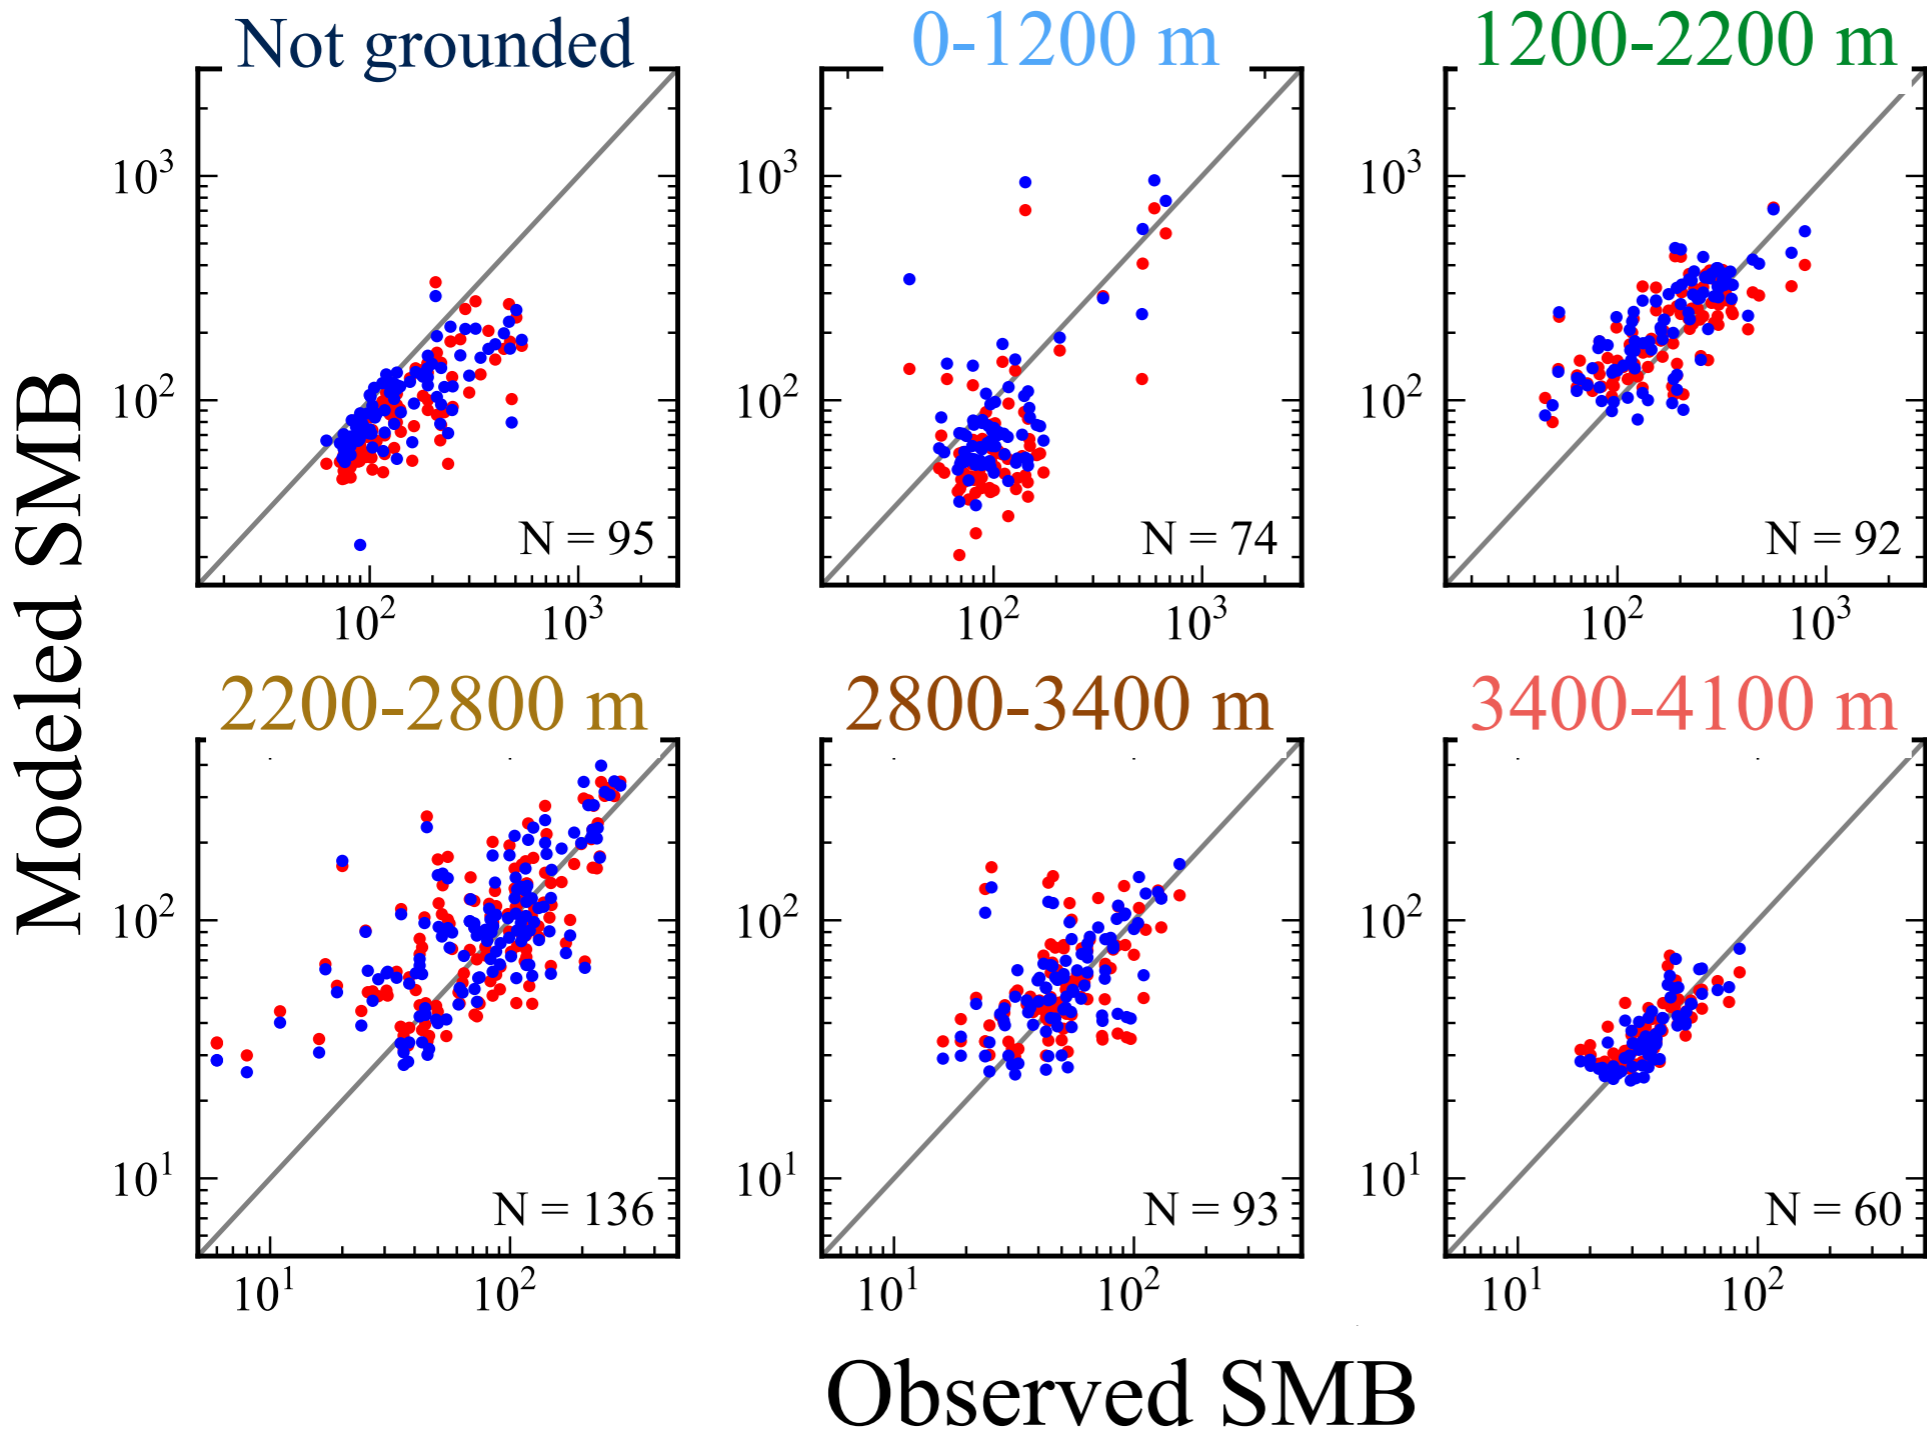 Not grounded
0-1200 m
1200-2200 m
10³
10²
N = 95
10² 10³
10³
10²
N = 74
10² 10³
10³
10²
N = 92
10² 10³
2200-2800 m
2800-3400 m
3400-4100 m
10²
10¹
N = 136
10¹ 10²
10²
10¹
N = 93
10¹ 10²
10²
10¹
N = 60
10¹ 10²
Modeled SMB
Observed SMB